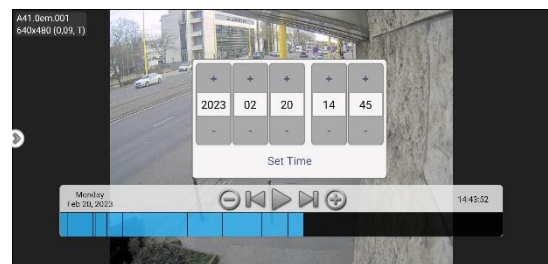 A41.0em.001
640x480 (0,09, T)
+ + + + +
2023 02 20 14 45
- - - - -
Set Time
Monday
Feb 20, 2023
14:43:52